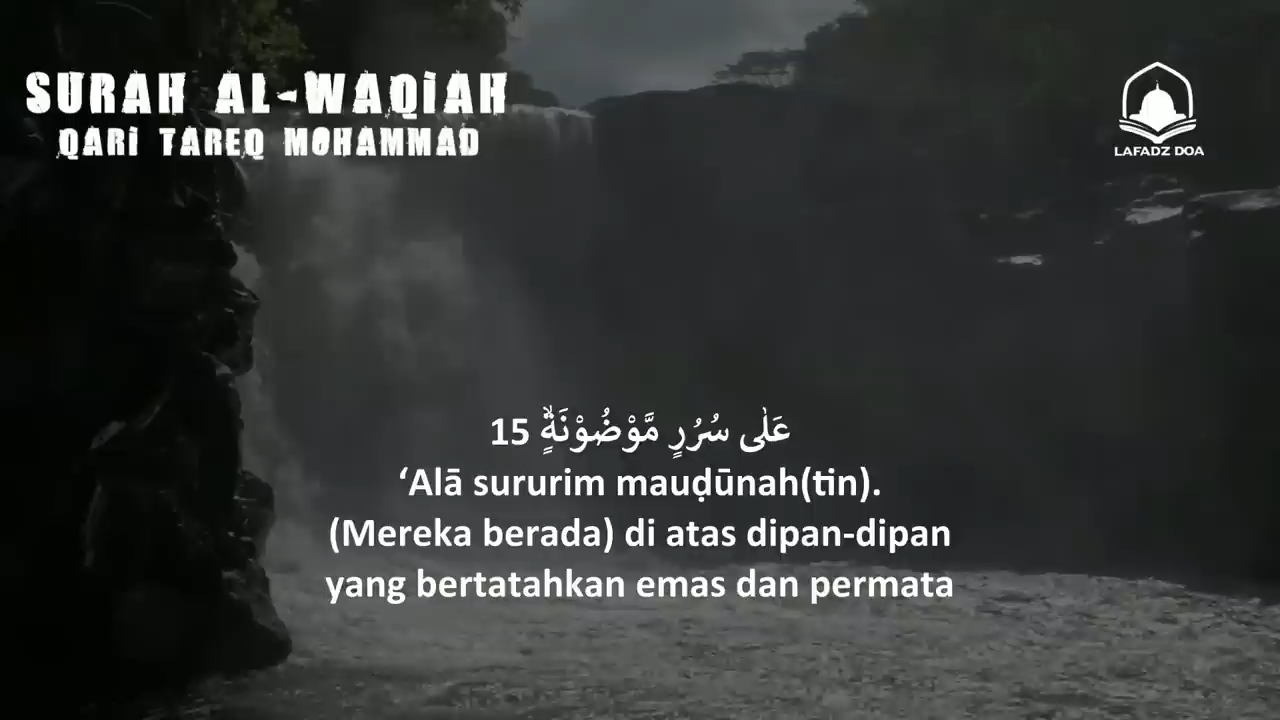 SURAH AL-WAQIAH
QARI TAREQ MOHAMMAD
LAFADZ DOA
عَلٰى سُرُرٍ مَّوْضُوْنَةٍۙ 15
‘Alā sururim mauḍūnah(tin).
(Mereka berada) di atas dipan-dipan
yang bertatahkan emas dan permata